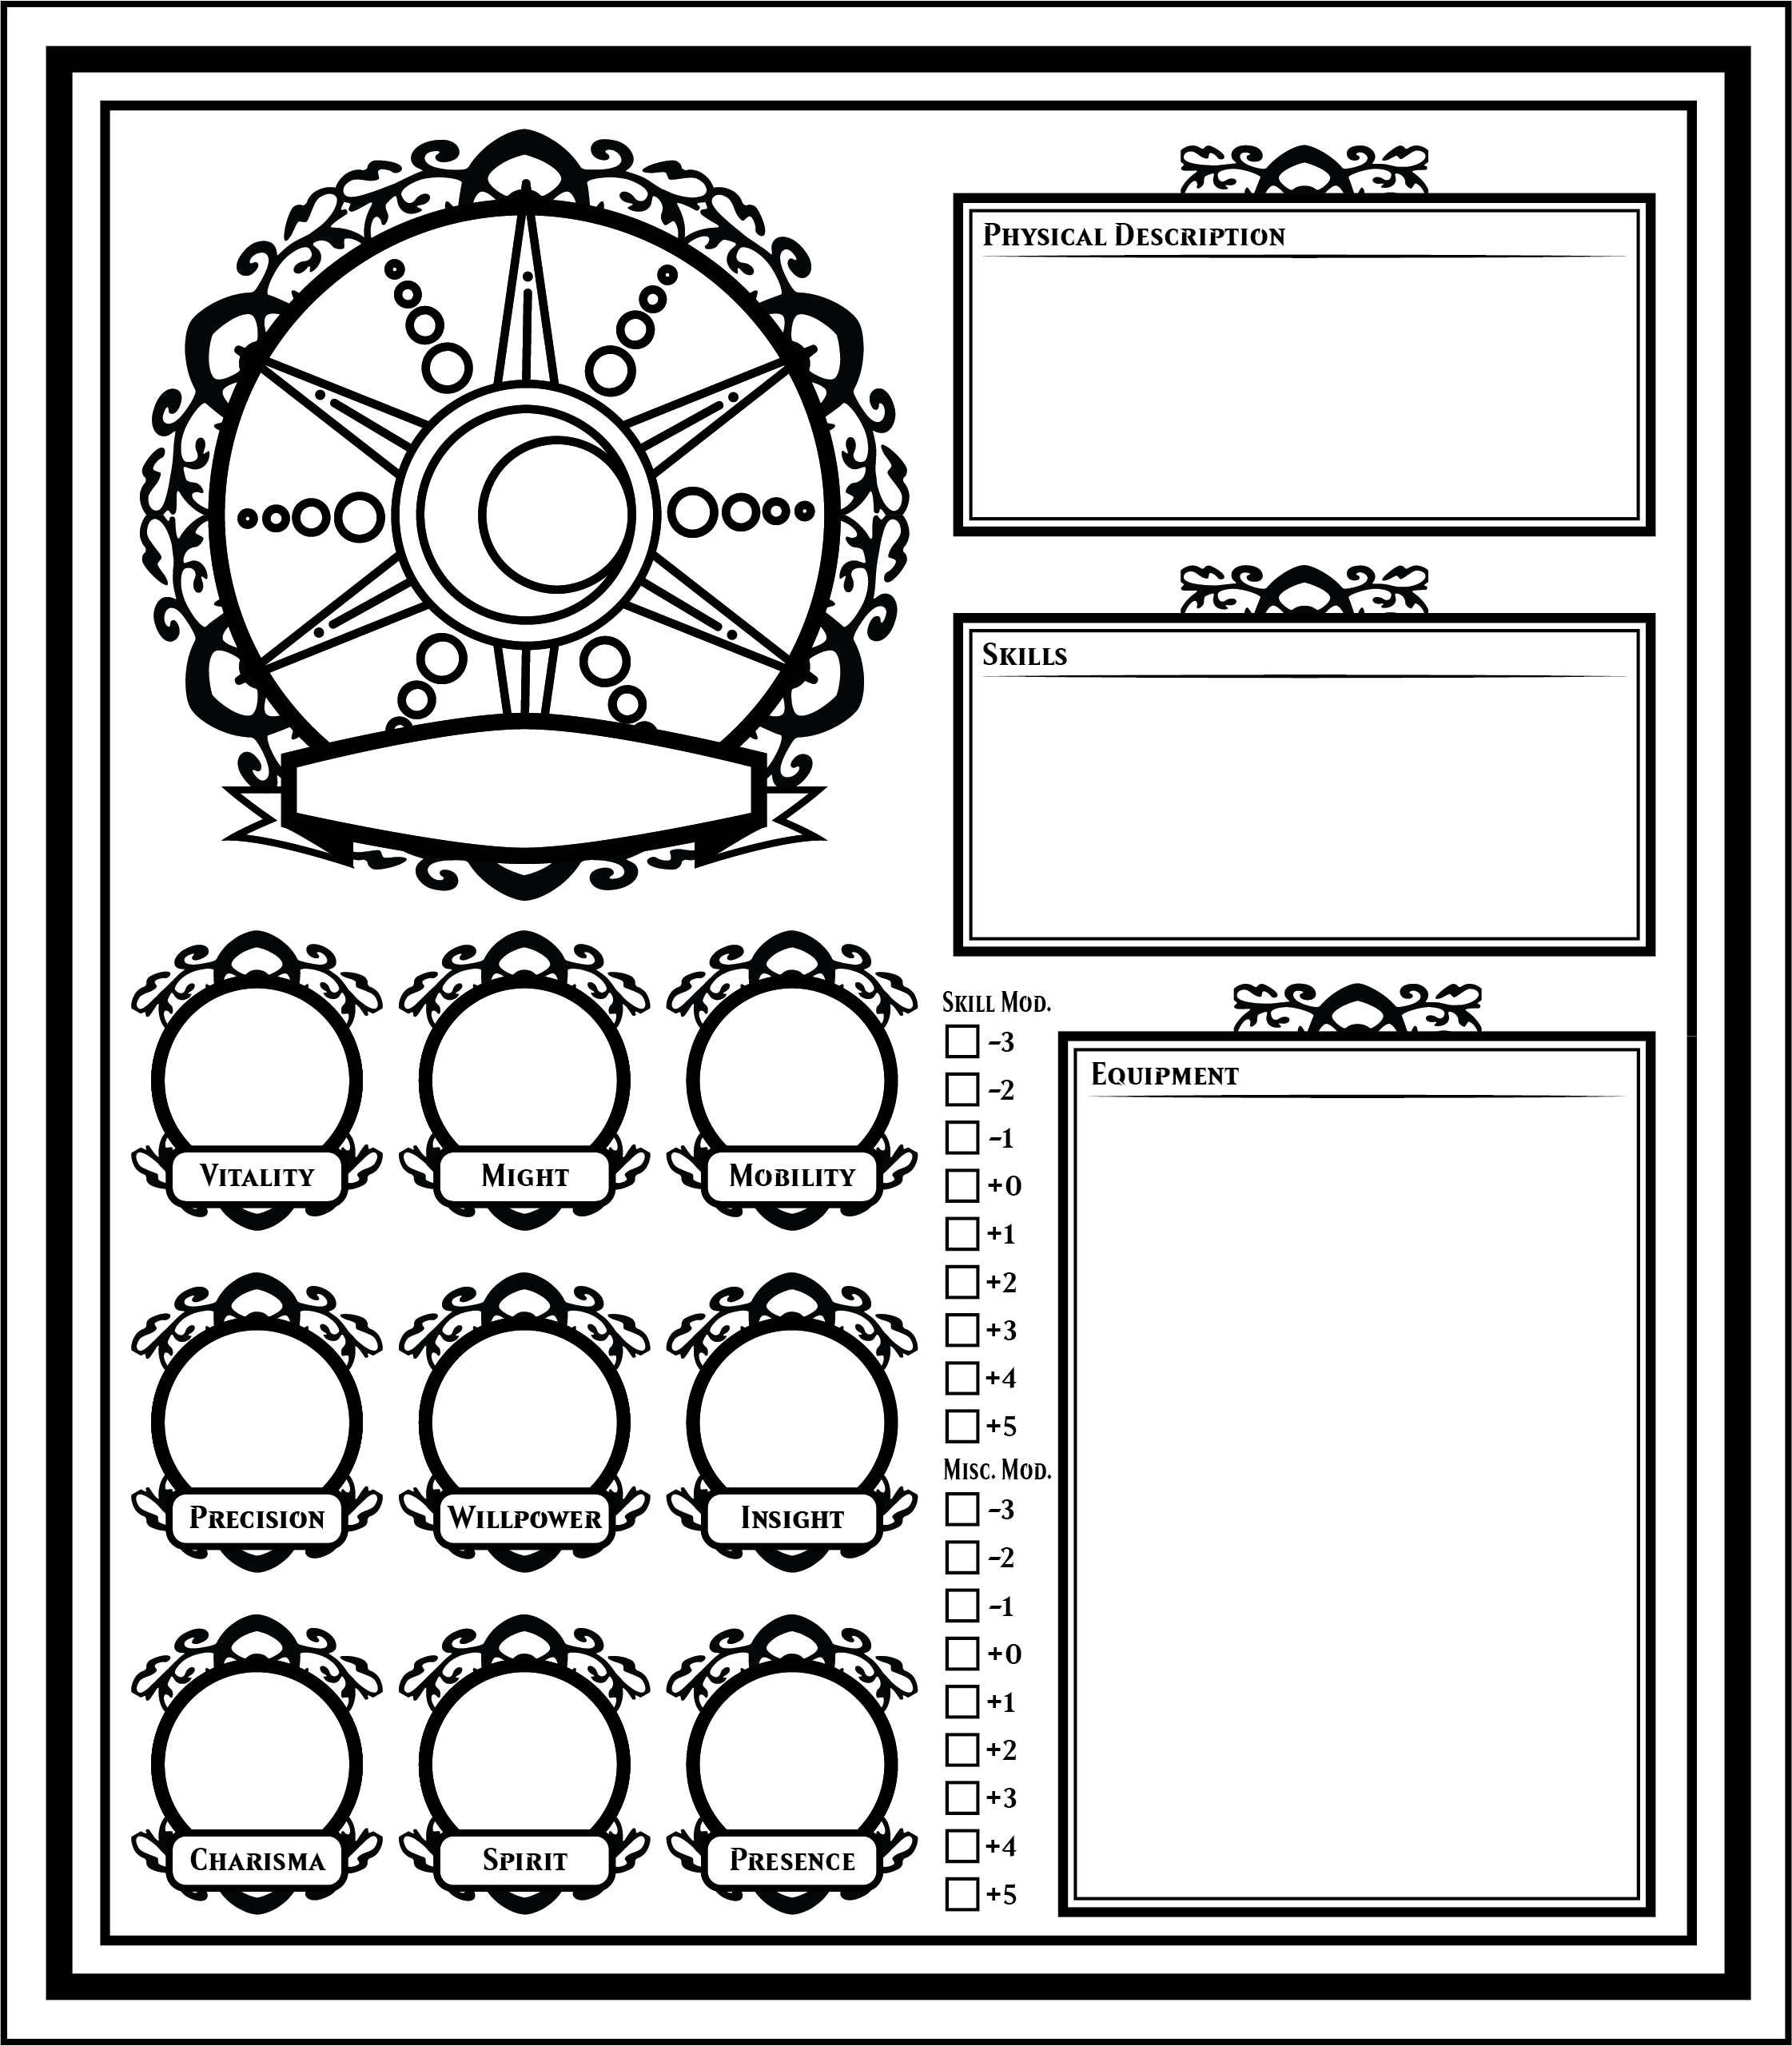 Physical Description
Skills
Vitality
Might
Mobility
Precision
Willpower
Insight
Charisma
Spirit
Presence
Skill Mod.
-3
-2
-1
+0
+1
+2
+3
+4
+5
Misc. Mod.
-3
-2
-1
+0
+1
+2
+3
+4
+5
Equipment